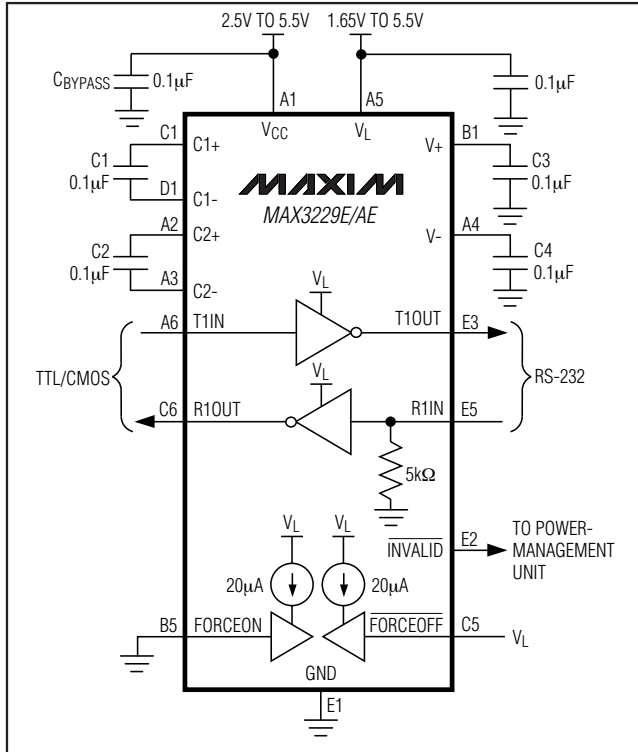 2.5V TO 5.5V 1.65V TO 5.5V
CBYPASS 0.1µF 0.1µF
A1 A5
VCC VL
C1 C1+ V+ B1
C1 0.1µF C3 0.1µF
D1 C1-
MAXIM
MAX3229E/AE
A2 C2+ V- A4
C2 0.1µF C4 0.1µF
A3 C2-
VL
A6 T1IN T1OUT E3
TTL/CMOS RS-232
VL
C6 R1OUT R1IN E5
5kΩ
INVALID E2 TO POWER-
MANAGEMENT
UNIT
VL VL
20µA 20µA
B5 FORCEON FORCEOFF C5 VL
GND
E1